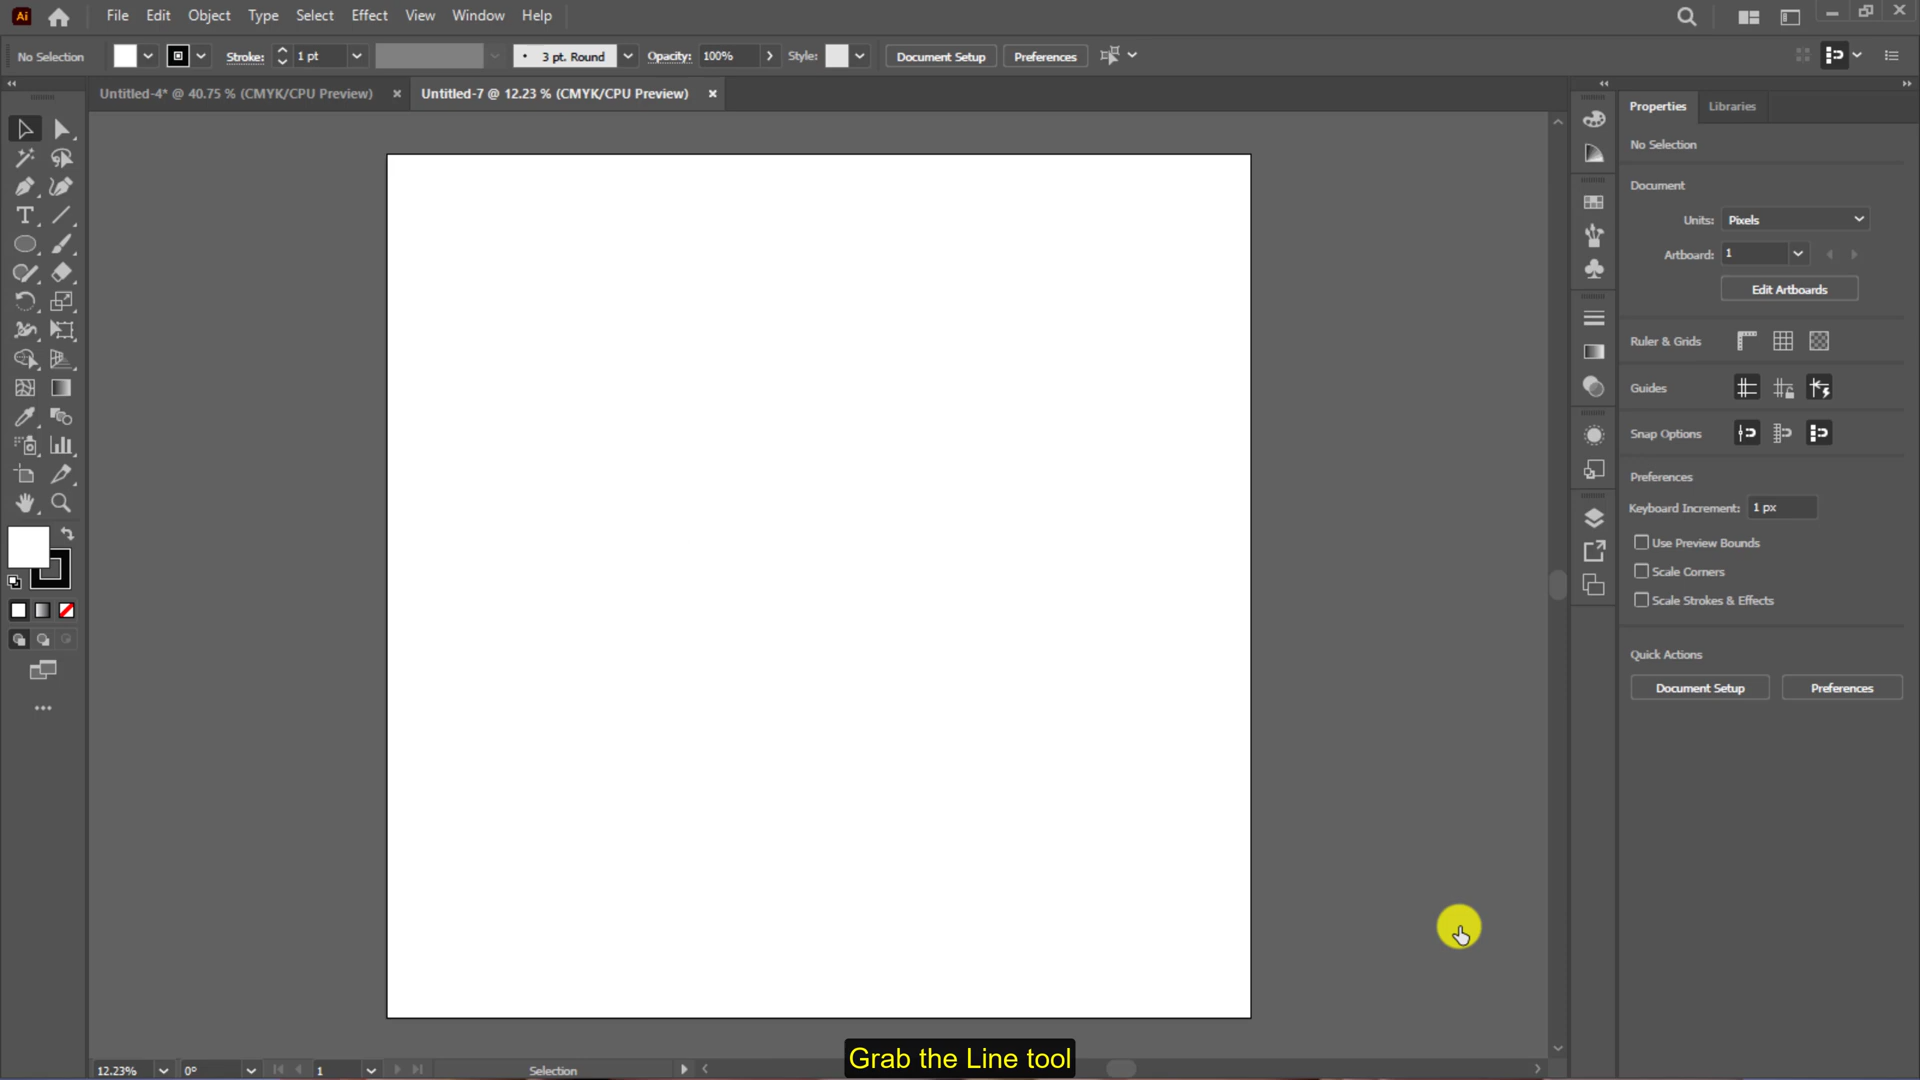 Ai File Edit Object Type Select Effect View Window Help
No Selection Stroke: 1 pt 3 pt. Round Opacity: 100% Style: Document Setup Preferences
Untitled-4* @ 40.75 % (CMYK/CPU Preview) × Untitled-7 @ 12.23 % (CMYK/CPU Preview) ×
Properties Libraries
No Selection
Document
Units: Pixels
Artboard: 1
Edit Artboards
Ruler & Grids
Guides
Snap Options
Preferences
Keyboard Increment: 1 px
Use Preview Bounds
Scale Corners
Scale Strokes & Effects
Quick Actions
Document Setup Preferences
Grab the Line tool
12.23% 0° 1 Selection